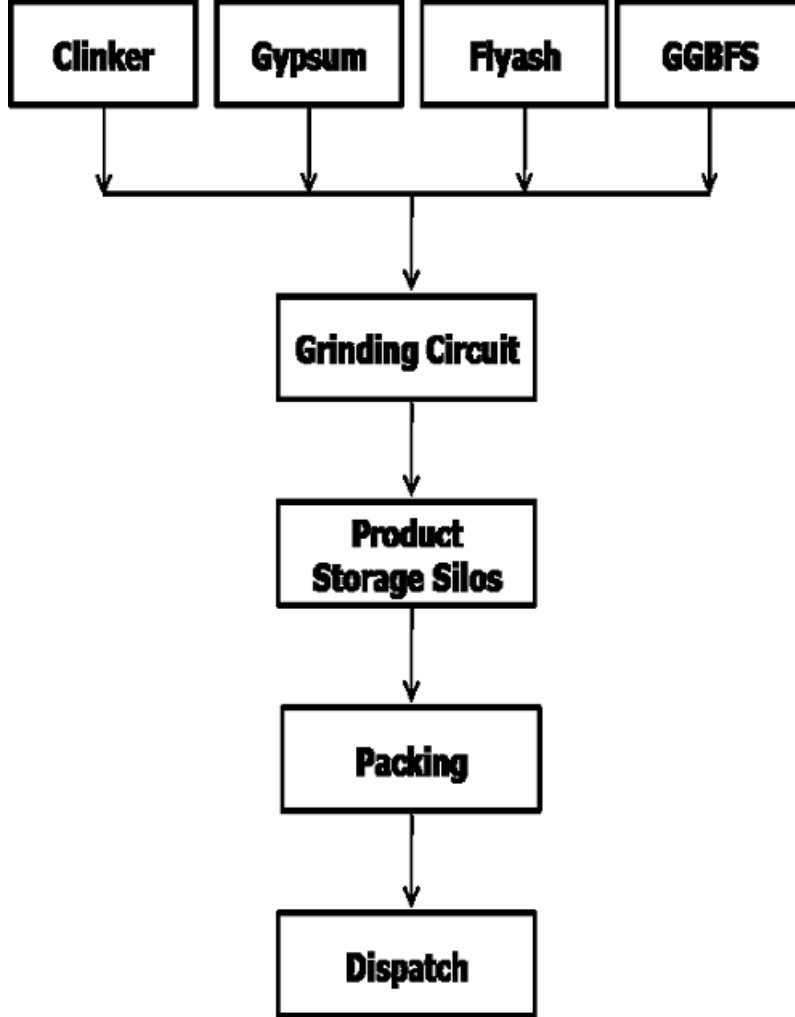 Clinker
Gypsum
Flyash
GGBFS
Grinding Circuit
Product
Storage Silos
Packing
Dispatch